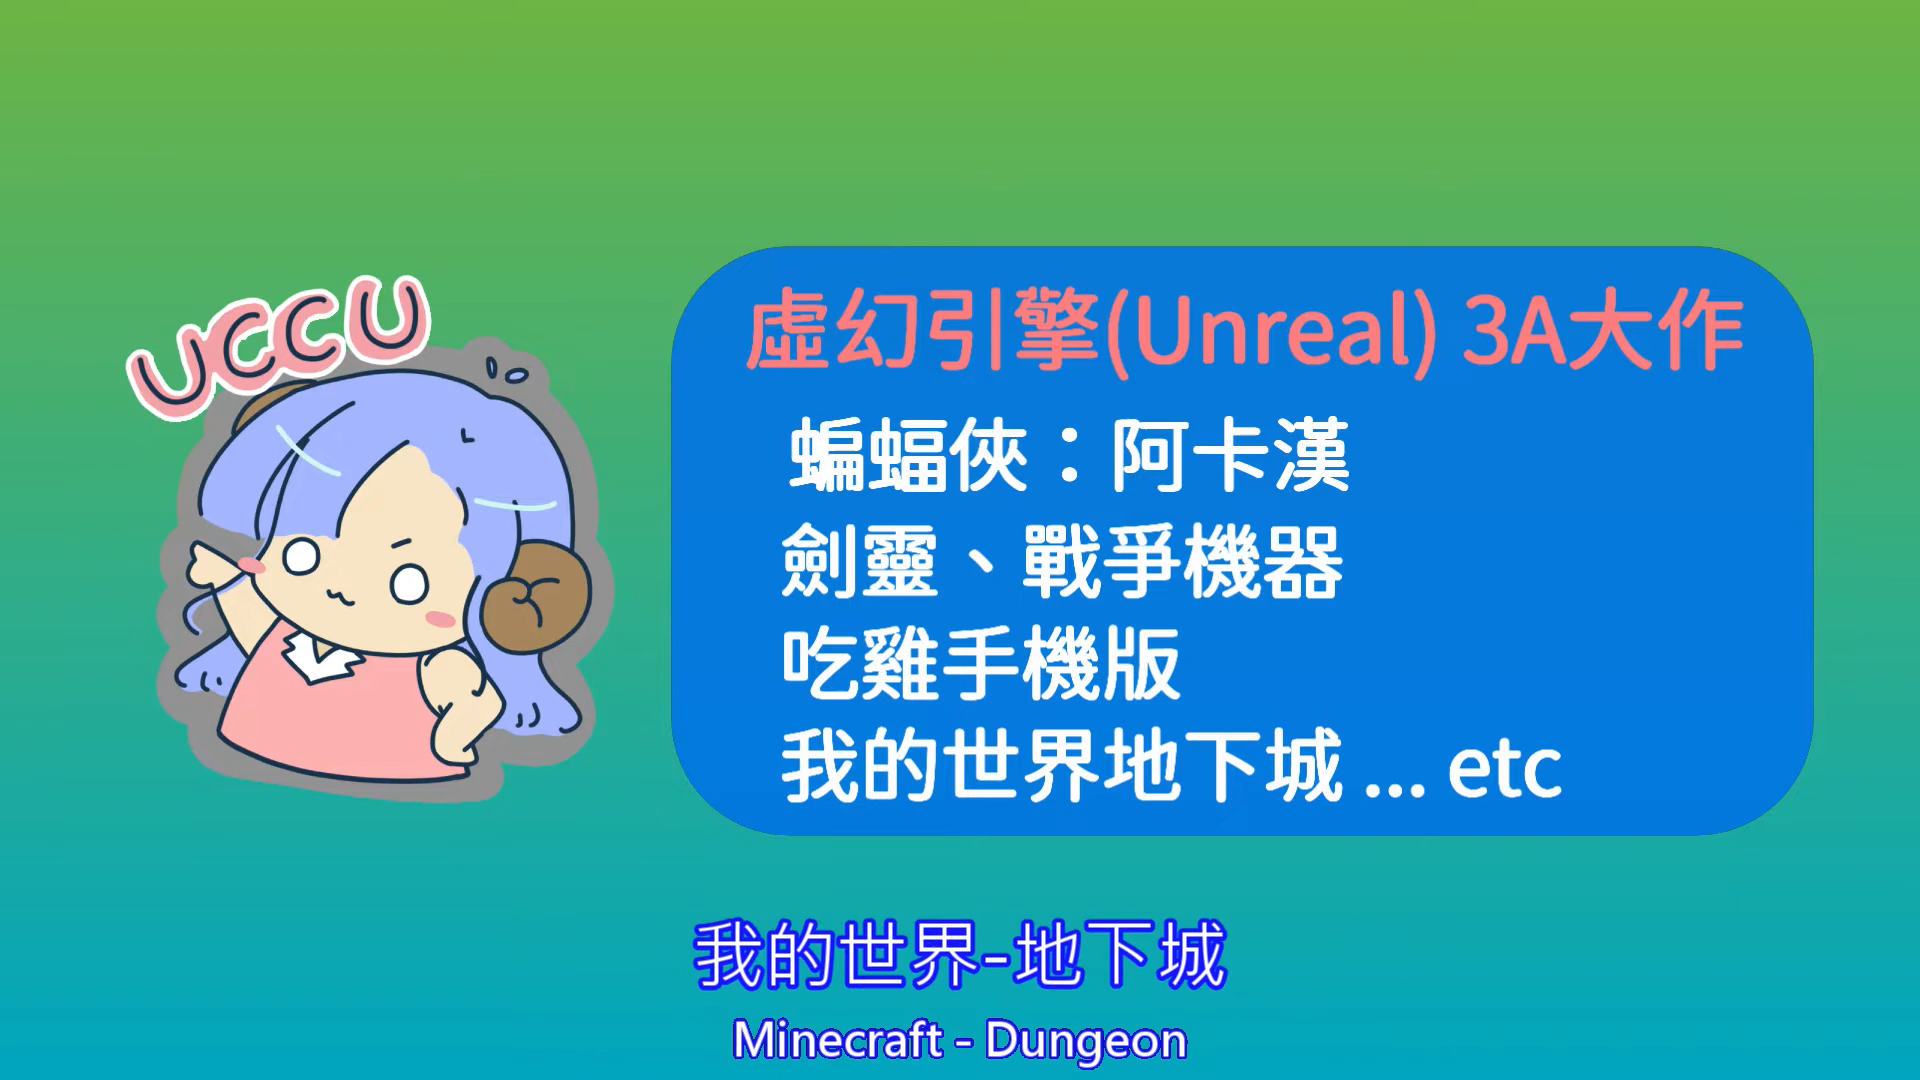 UCCU
虛幻引擎(Unreal) 3A大作
蝙蝠俠：阿卡漢
劍靈、戰爭機器
吃雞手機版
我的世界地下城 ... etc
我的世界-地下城
Minecraft - Dungeon